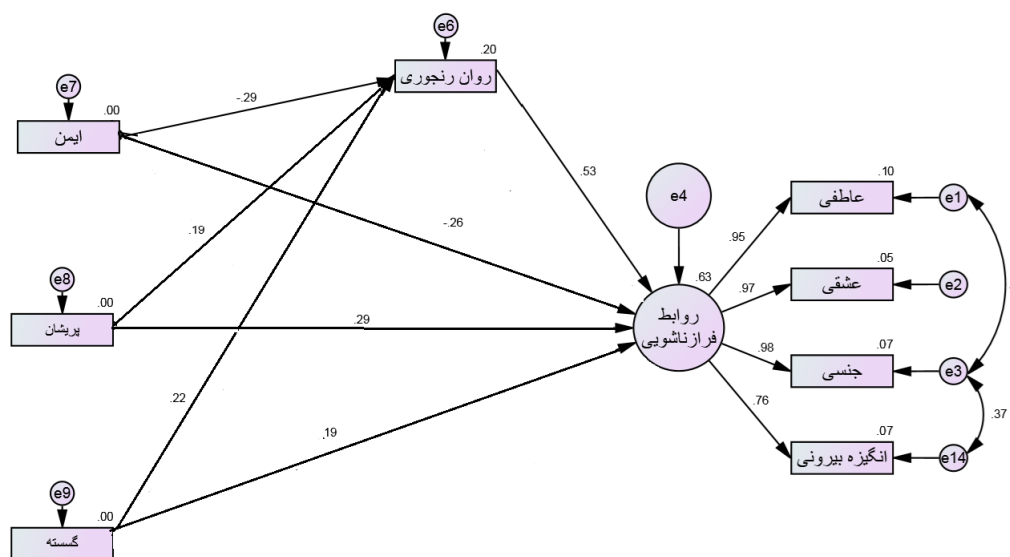 e6
.20
روان رنجوری
e7
.00
ایمن
-.29
.53
e4
.10
عاطفی
e1
.19
-.26
.95
.05
عشقی
e2
.63
.97
e8
.00
پریشان
.29
روابط
فرازناشویی
.98
.07
جنسی
e3
.22
.76
.37
.19
.07
انگیزه بیرونی
e14
e9
.00
گسسته